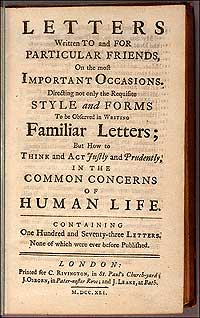 LETTERS
Written TO and FOR
PARTICULAR FRIENDS,
On the most
IMPORTANT OCCASIONS.
Directing not only the Requisite
STYLE and FORMS
To be Observed in WRITING
Familiar Letters;
But How to
THINK and ACT Justly and Prudently,
IN THE
COMMON CONCERNS
OF
HUMAN LIFE.
CONTAINING
One Hundred and Seventy-three LETTERS.
None of which were ever before Published.
LONDON:
Printed for C. RIVINGTON, in St. Paul's Church-yard;
J. OSBORN, in Pater-noster Row; and J. LEAKE, at Bath.
M.DCC.XLI.